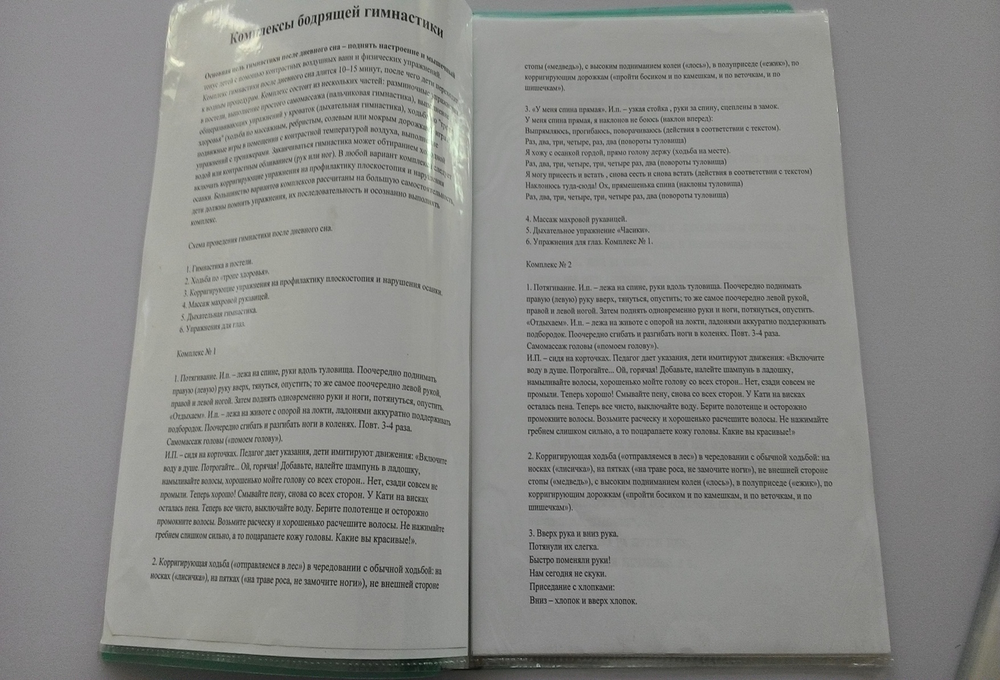 Комплексы бодрящей гимнастики
Основная цель гимнастики после дневного сна – поднять настроение и мышечный
тонус детей с помощью контрастных воздушных ванн и физических упражнений.
Комплекс гимнастики после дневного сна длится 10–15 минут, после чего дети переходят
к водным процедурам. Комплекс состоит из нескольких частей: разминочные упражнения
в постели, выполнение простого самомассажа (пальчиковая гимнастика), выполнение
общеразвивающих упражнений у кроваток (дыхательная гимнастика), ходьба по
здоровья" (ходьба по массажным, ребристым, солевым или мокрым дорожкам),
подвижные игры в помещении с контрастной температурой воздуха, выполнение
упражнений с тренажерами. Заканчиваться гимнастика может обтиранием холодной
водой или контрастным обливанием (рук или ног). В любой вариант комплекса следует
включать корригирующие упражнения на профилактику плоскостопия и нарушения
осанки. Большинство вариантов комплексов рассчитаны на большую самостоятельность,
дети должны помнить упражнения, их последовательность и осознанно выполнять
комплекс.
Схема проведения гимнастики после дневного сна.
1. Гимнастика в постели.
2. Ходьба по «тропе здоровья».
3. Корригирующие упражнения на профилактику плоскостопия и нарушения осанки.
4. Массаж махровой рукавицей.
5. Дыхательная гимнастика.
6. Упражнения для глаз.
Комплекс № 1
1. Потягивание. И.п. – лежа на спине, руки вдоль туловища. Поочередно поднимать
правую (левую) руку вверх, тянуться, опустить; то же самое поочередно левой рукой,
правой и левой ногой. Затем поднять одновременно руки и ноги, потянуться, опустить.
«Отдыхаем». И.п. – лежа на животе с опорой на локти, ладонями аккуратно поддерживать
подбородок. Поочередно сгибать и разгибать ноги в коленях. Повт. 3-4 раза.
Самомассаж головы («помоем голову»).
И.П. – сидя на корточках. Педагог дает указания, дети имитируют движения: «Включите
воду в душе. Потрогайте... Ой, горячая! Добавьте, налейте шампунь в ладошку,
намыливайте волосы, хорошенько мойте голову со всех сторон.. Нет, сзади совсем не
промыли. Теперь хорошо! Смывайте пену, снова со всех сторон. У Кати на висках
осталась пена. Теперь все чисто, выключайте воду. Берите полотенце и осторожно
промокните волосы. Возьмите расческу и хорошенько расчешите волосы. Не нажимайте
гребнем слишком сильно, а то поцарапаете кожу головы. Какие вы красивые!».
2. Корригирующая ходьба («отправляемся в лес») в чередовании с обычной ходьбой: на
носках («лисичка»), на пятках («на траве роса, не замочите ноги»), не внешней стороне
стопы («медведь»), с высоким подниманием колен («лось»), в полуприседе («ежик»), по
корригирующим дорожкам («пройти босиком и по камешкам, и по веточкам, и по
шишечкам»).
3. «У меня спина прямая». И.п. – узкая стойка , руки за спину, сцеплены в замок.
У меня спина прямая, я наклонов не боюсь (наклон вперед):
Выпрямляюсь, прогибаюсь, поворачиваюсь (действия в соответствии с текстом).
Раз, два, три, четыре, раз, два (повороты туловища)
Я хожу с осанкой гордой, прямо голову держу (ходьба на месте).
Раз, два, три, четыре, три, четыре раз, два (повороты туловища)
Я могу присесть и встать , снова сесть и снова встать (действия в соответствии с текстом)
Наклонюсь туда-сюда! Ох, прямешенька спина (наклоны туловища)
Раз, два, три, четыре, три, четыре раз, два (повороты туловища)
4. Массаж махровой рукавицей.
5. Дыхательное упражнение «Часики».
6. Упражнения для глаз. Комплекс № 1.
Комплекс № 2
1. Потягивание. И.п. – лежа на спине, руки вдоль туловища. Поочередно поднимать
правую (левую) руку вверх, тянуться, опустить; то же самое поочередно левой рукой,
правой и левой ногой. Затем поднять одновременно руки и ноги, потянуться, опустить.
«Отдыхаем». И.п. – лежа на животе с опорой на локти, ладонями аккуратно поддерживать
подбородок. Поочередно сгибать и разгибать ноги в коленях. Повт. 3-4 раза.
Самомассаж головы («помоем голову»).
И.П. – сидя на корточках. Педагог дает указания, дети имитируют движения: «Включите
воду в душе. Потрогайте... Ой, горячая! Добавьте, налейте шампунь в ладошку,
намыливайте волосы, хорошенько мойте голову со всех сторон.. Нет, сзади совсем не
промыли. Теперь хорошо! Смывайте пену, снова со всех сторон. У Кати на висках
осталась пена. Теперь все чисто, выключайте воду. Берите полотенце и осторожно
промокните волосы. Возьмите расческу и хорошенько расчешите волосы. Не нажимайте
гребнем слишком сильно, а то поцарапаете кожу головы. Какие вы красивые!»
2. Корригирующая ходьба («отправляемся в лес») в чередовании с обычной ходьбой: на
носках («лисичка»), на пятках («на траве роса, не замочите ноги»), не внешней стороне
стопы («медведь»), с высоким подниманием колен («лось»), в полуприседе («ежик»), по
корригирующим дорожкам («пройти босиком и по камешкам, и по веточкам, и по
шишечкам»).
3. Вверх рука и вниз рука.
Потянули их слегка.
Быстро поменяли руки!
Нам сегодня не скуки.
Приседание с хлопками:
Вниз – хлопок и вверх хлопок.